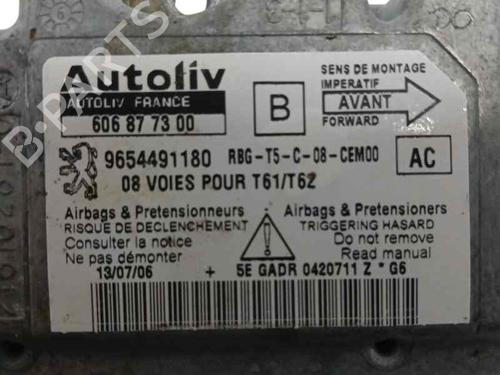 Autoliv
AUTOLIV FRANCE
606 87 73 00
B
SENS DE MONTAGE
IMPERATIF
AVANT
FORWARD
9654491180 RBG-T5-C-08-CEM00
AC
08 VOIES POUR T61/T62
Airbags & Pretensionneurs
RISQUE DE DECLENCHEMENT
Consulter la notice
Ne pas démonter
Airbags & Pretensioners
TRIGGERING HASARD
Do not remove
Read manual
13/07/06 + 5E GADR 0420711 Z * G6
B-PARTS